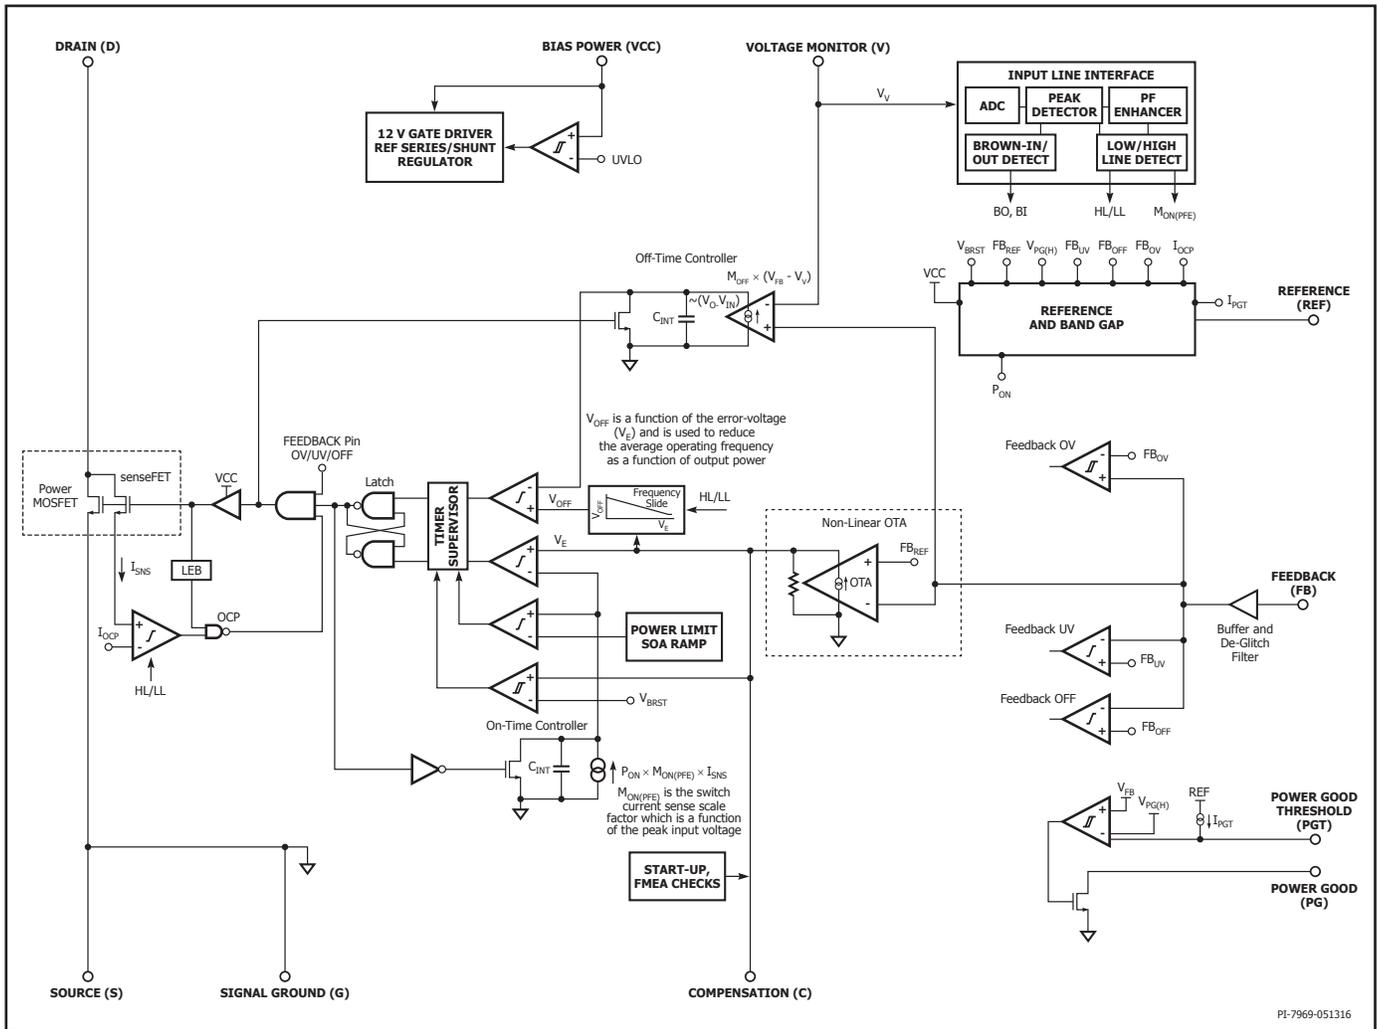 DRAIN (D)
BIAS POWER (VCC)
VOLTAGE MONITOR (V)
12 V GATE DRIVER
REF SERIES/SHUNT
REGULATOR
+
-
UVLO
V_V
INPUT LINE INTERFACE
ADC
PEAK
DETECTOR
PF
ENHANCER
BROWN-IN/
OUT DETECT
LOW/HIGH
LINE DETECT
BO, BI
HL/LL
M_ON(PFE)
Off-Time Controller
M_OFF × (V_FB - V_V)
~(V_O-V_IN)
C_INT
-
+
V_BRST
FB_REF
V_PG(H)
FB_UV
FB_OFF
FB_OV
I_OCP
VCC
REFERENCE
AND BAND GAP
I_PGT
P_ON
REFERENCE
(REF)
V_OFF is a function of the error-voltage
(V_E) and is used to reduce
the average operating frequency
as a function of output power
FEEDBACK Pin
OV/UV/OFF
Power
MOSFET
senseFET
VCC
Latch
TIMER
SUPERVISOR
-
+
V_OFF
V_OFF
Frequency
Slide
V_E
HL/LL
V_E
+
-
Non-Linear OTA
FB_REF
+
OTA
-
Feedback OV
-
+
FB_OV
I_SNS
LEB
OCP
I_OCP
+
-
HL/LL
+
-
POWER LIMIT
SOA RAMP
+
-
V_BRST
FEEDBACK
(FB)
Buffer and
De-Glitch
Filter
Feedback UV
-
+
FB_UV
Feedback OFF
-
+
FB_OFF
On-Time Controller
C_INT
P_ON × M_ON(PFE) × I_SNS
M_ON(PFE) is the switch
current sense scale
factor which is a function
of the peak input voltage
START-UP,
FMEA CHECKS
V_FB
V_PG(H)
+
-
REF
I_PGT
POWER GOOD
THRESHOLD
(PGT)
POWER GOOD
(PG)
SOURCE (S)
SIGNAL GROUND (G)
COMPENSATION (C)
PI-7969-051316